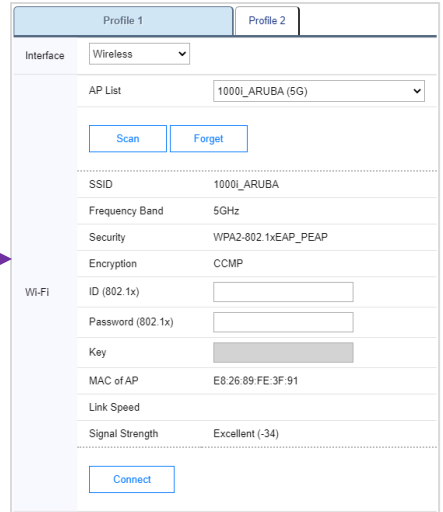 Profile 1 Profile 2
Interface Wireless
AP List 1000i_ARUBA (5G)
Scan Forget
SSID 1000i_ARUBA
Frequency Band 5GHz
Security WPA2-802.1xEAP_PEAP
Encryption CCMP
Wi-Fi ID (802.1x)
Password (802.1x)
Key
MAC of AP E8:26:89:FE:3F:91
Link Speed
Signal Strength Excellent (-34)
Connect